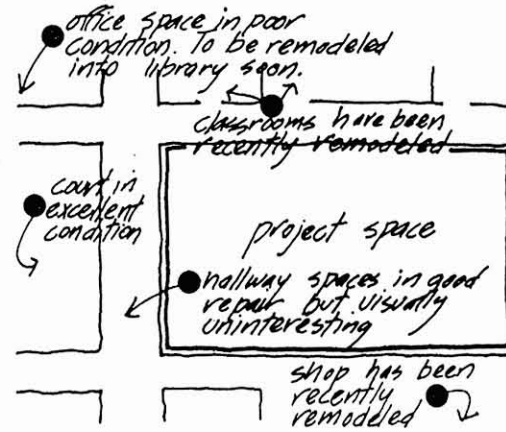 office space in poor
condition. To be remodeled
into library soon.
classrooms have been
recently remodeled
court in
excellent
condition
project space
hallway spaces in good
repair but visually
uninteresting
shop has been
recently
remodeled